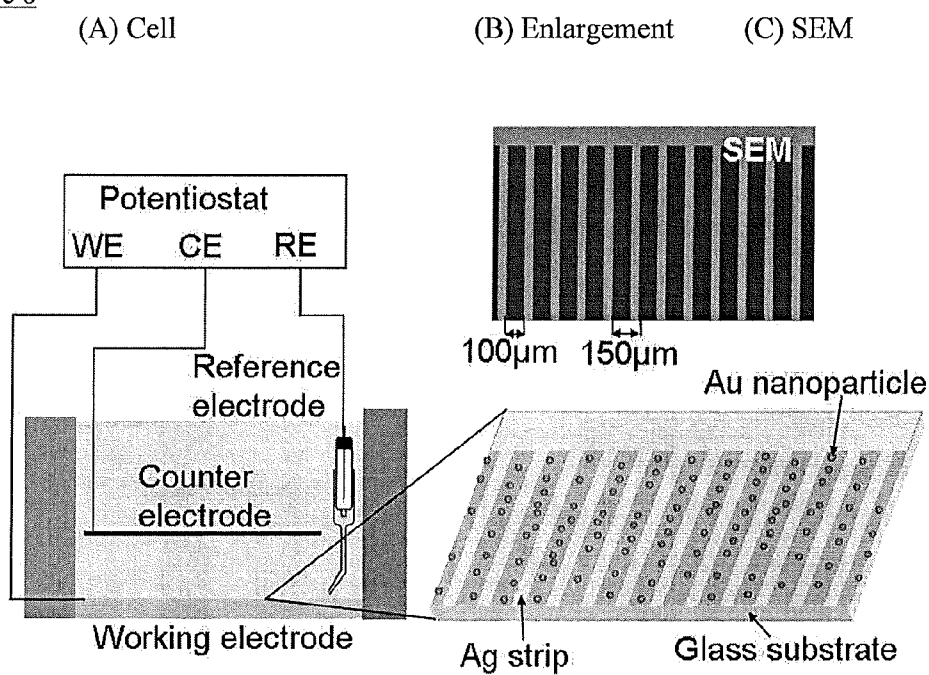 (A) Cell
(B) Enlargement
(C) SEM
SEM
Potentiostat
WE CE RE
100µm
150µm
Reference
electrode
Au nanoparticle
Counter
electrode
Working electrode
Ag strip
Glass substrate